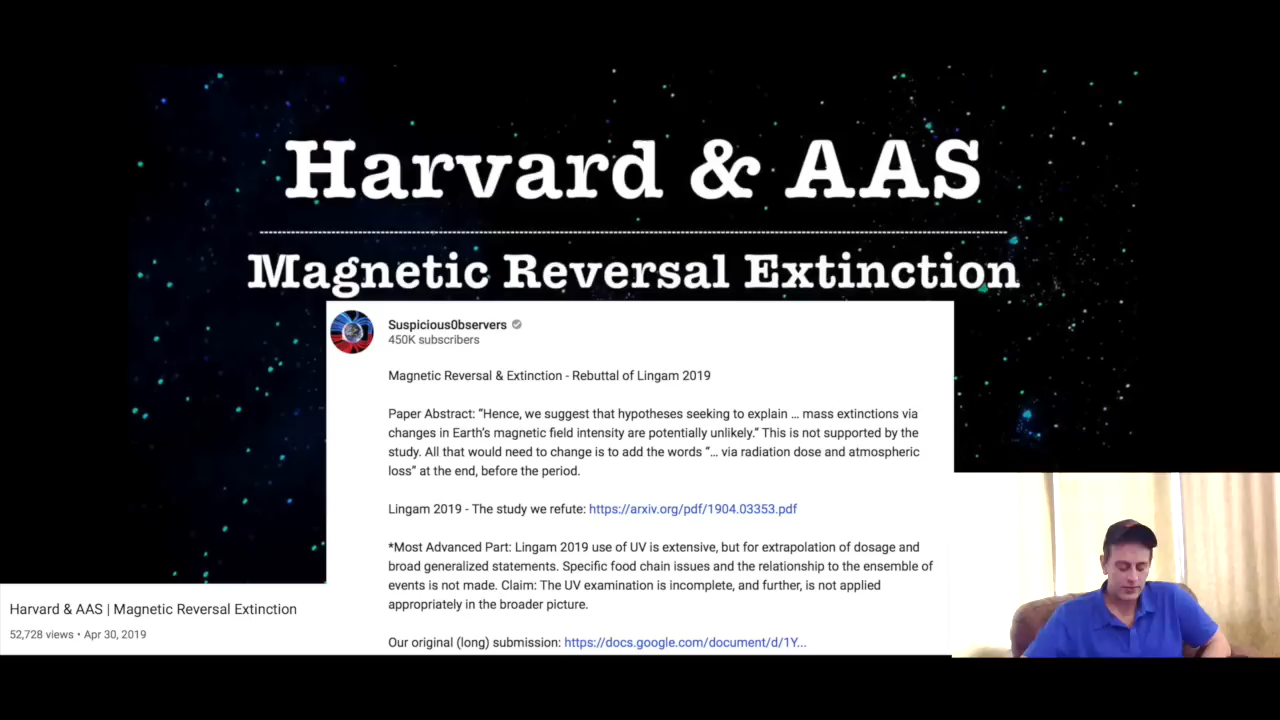 Harvard & AAS
Magnetic Reversal Extinction
Suspicious0bservers
450K subscribers
Magnetic Reversal & Extinction - Rebuttal of Lingam 2019
Paper Abstract: “Hence, we suggest that hypotheses seeking to explain ... mass extinctions via
changes in Earth’s magnetic field intensity are potentially unlikely.” This is not supported by the
study. All that would need to change is to add the words “... via radiation dose and atmospheric
loss” at the end, before the period.
Lingam 2019 - The study we refute: https://arxiv.org/pdf/1904.03353.pdf
*Most Advanced Part: Lingam 2019 use of UV is extensive, but for extrapolation of dosage and
broad generalized statements. Specific food chain issues and the relationship to the ensemble of
events is not made. Claim: The UV examination is incomplete, and further, is not applied
appropriately in the broader picture.
Our original (long) submission: https://docs.google.com/document/d/1Y...
Harvard & AAS | Magnetic Reversal Extinction
52,728 views • Apr 30, 2019